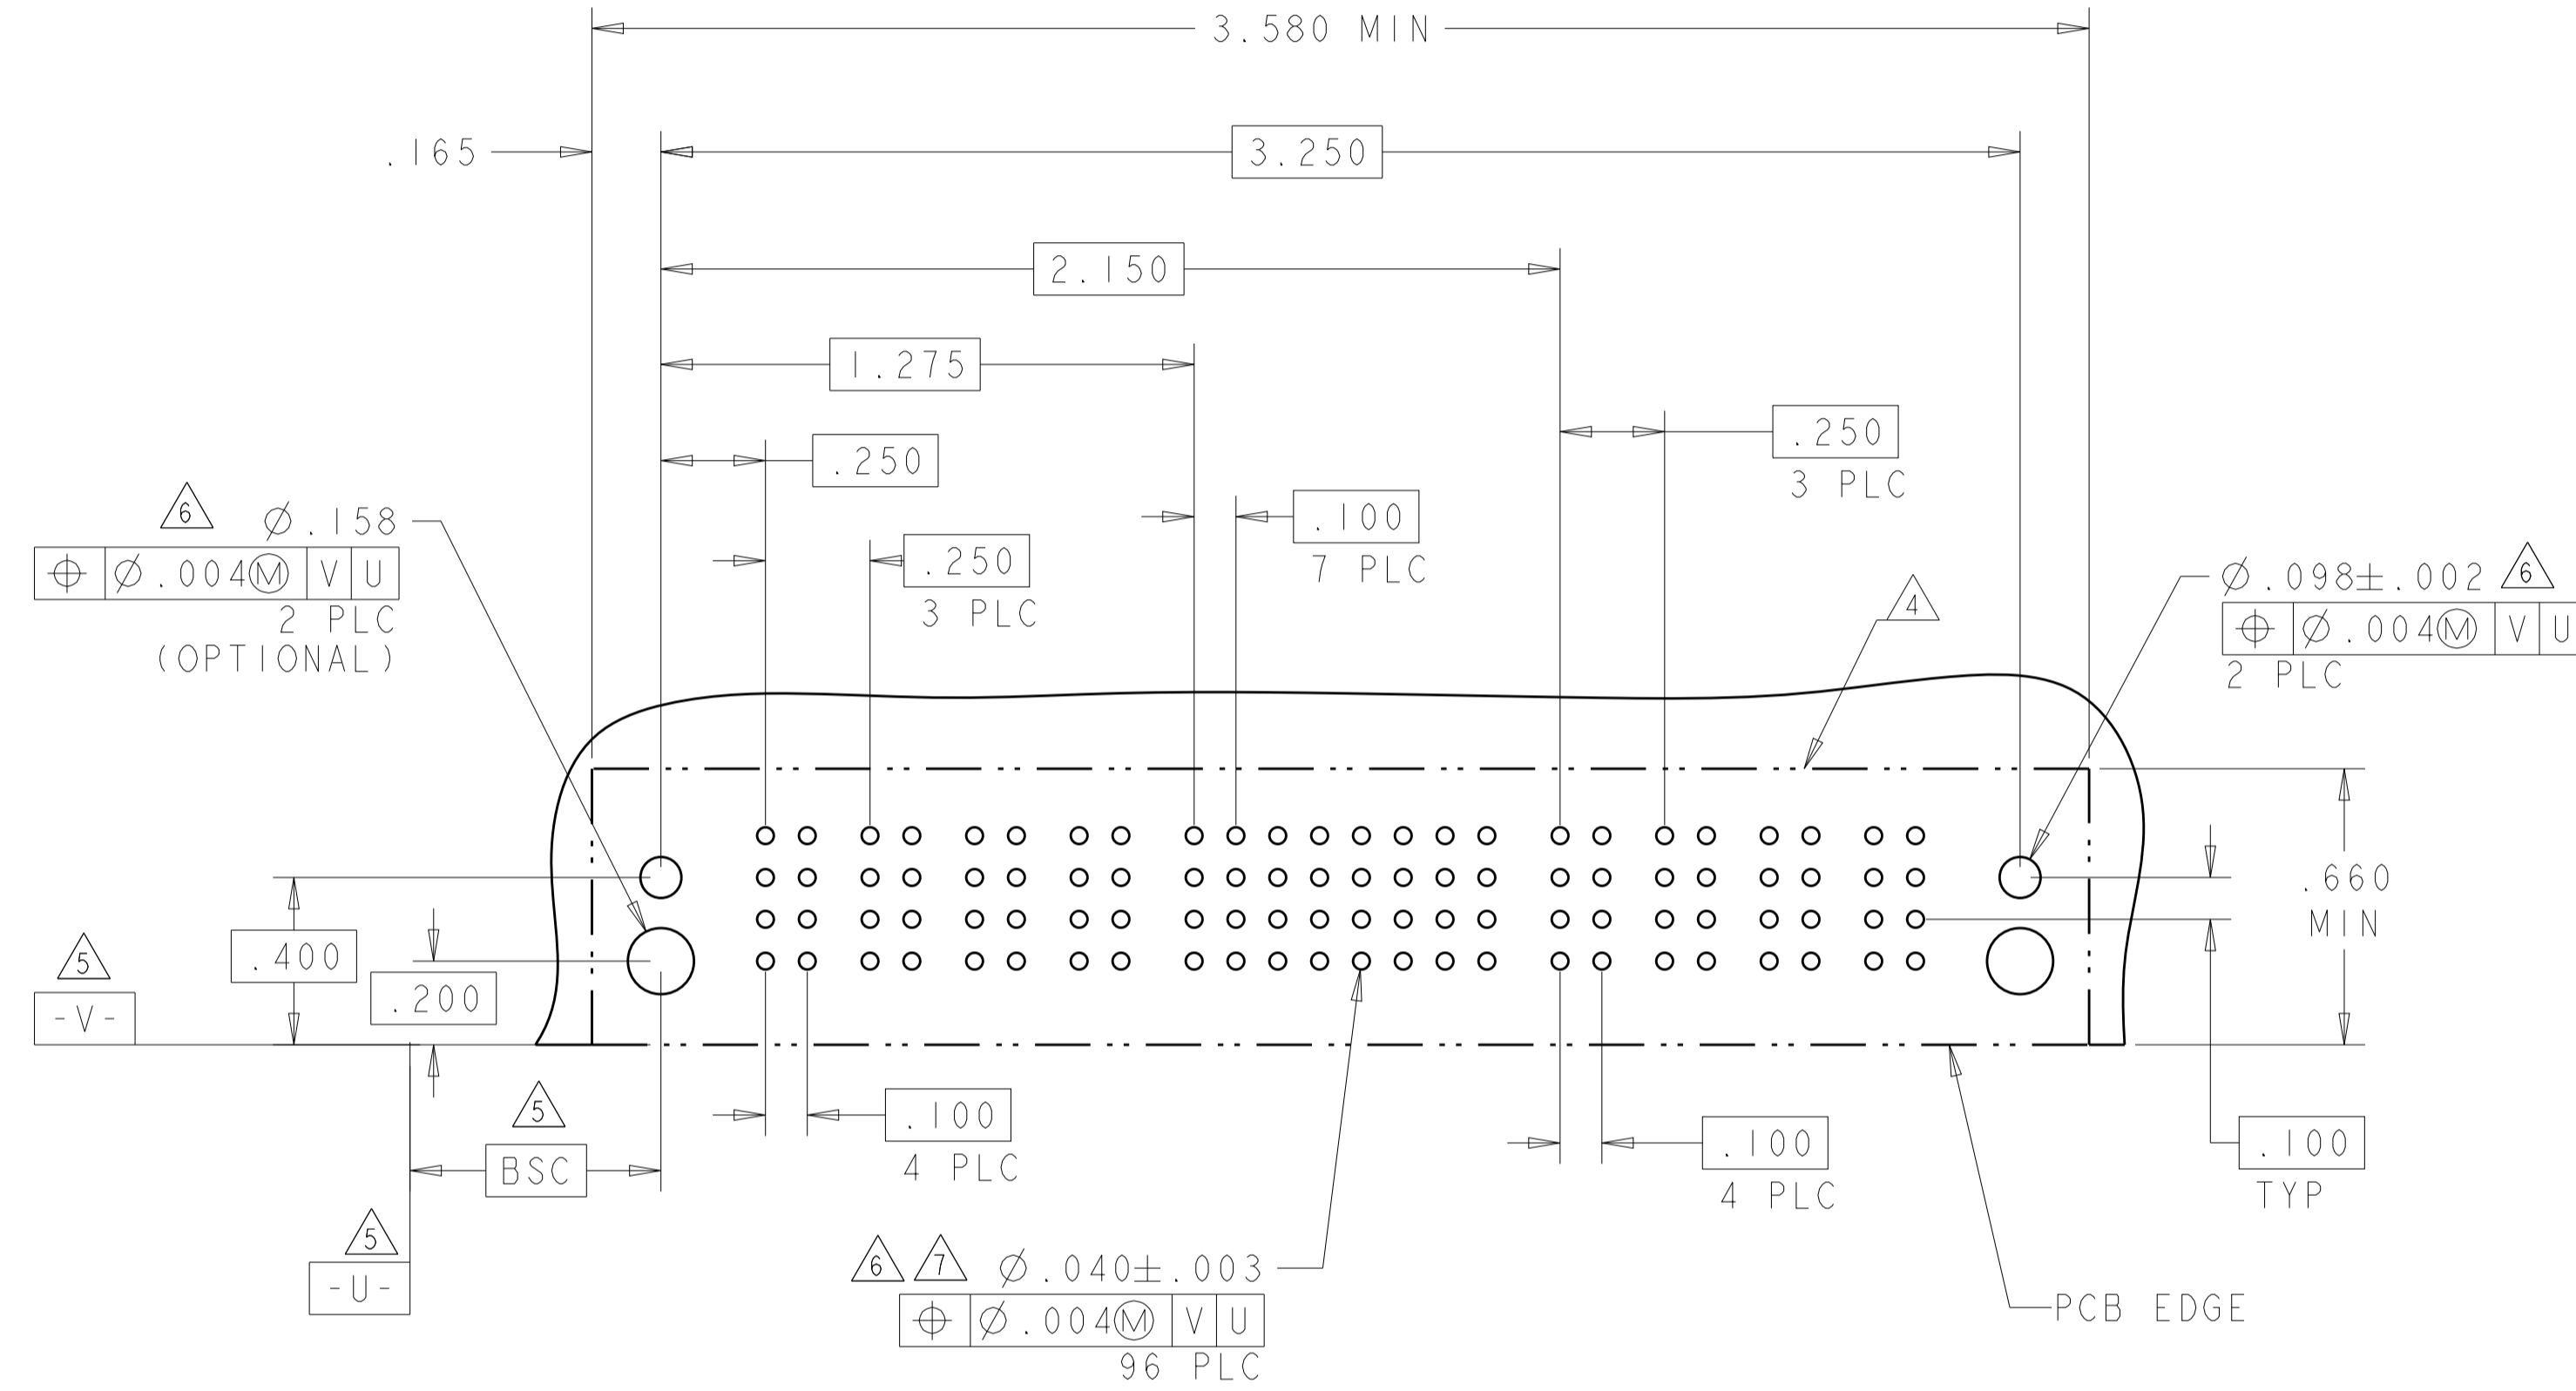 3.580 MIN
.165
3.250
2.150
1.275
.250
.250
3 PLC
.250
3 PLC
.100
7 PLC
6 Ø.158
⌖ Ø.004Ⓜ V U
2 PLC
(OPTIONAL)
4
Ø.098±.002 6
⌖ Ø.004Ⓜ V U
2 PLC
.660
MIN
.400
.200
5
-V-
5
BSC
5
-U-
.100
4 PLC
.100
4 PLC
.100
TYP
6 7 Ø.040±.003
⌖ Ø.004Ⓜ V U
96 PLC
PCB EDGE